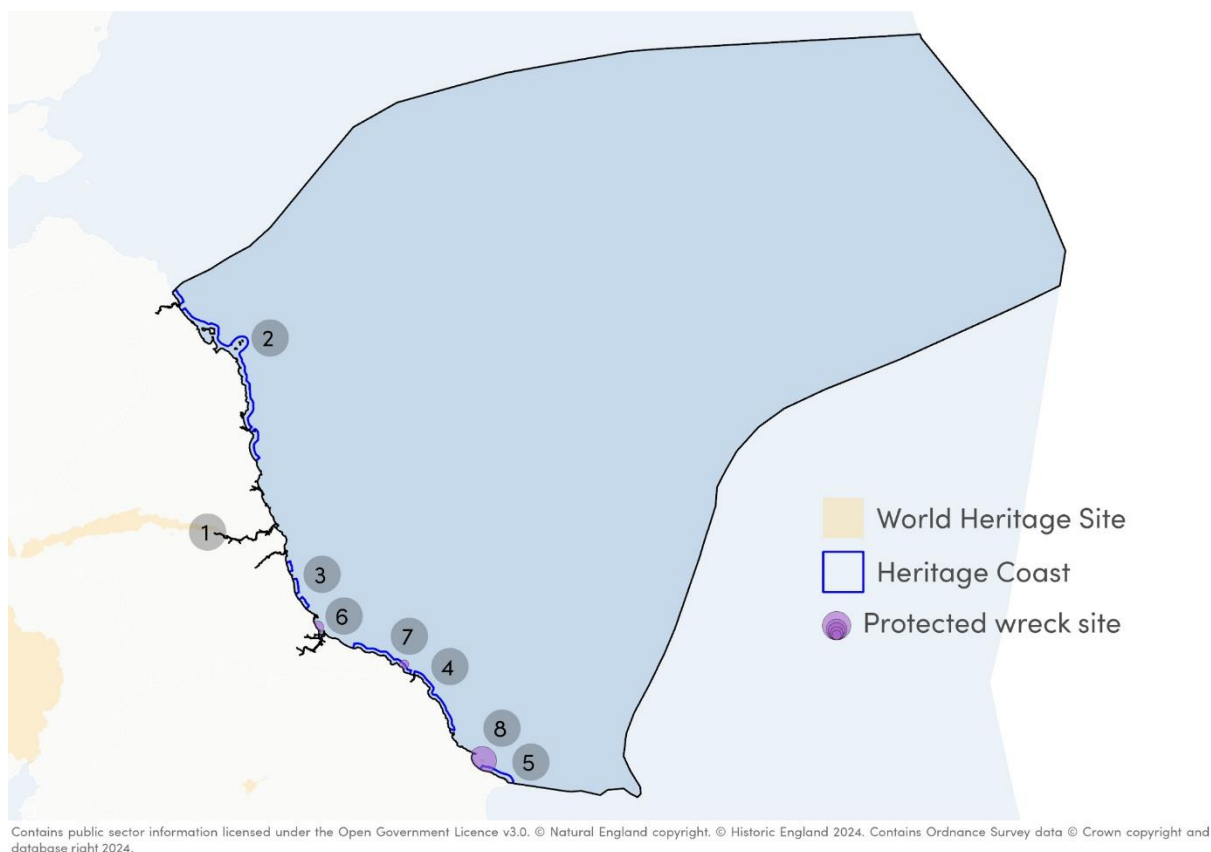 2
1
3
6
7
4
8
5
World Heritage Site
Heritage Coast
Protected wreck site
Contains public sector information licensed under the Open Government Licence v3.0. © Natural England copyright. © Historic England 2024. Contains Ordnance Survey data © Crown copyright and
database right 2024.